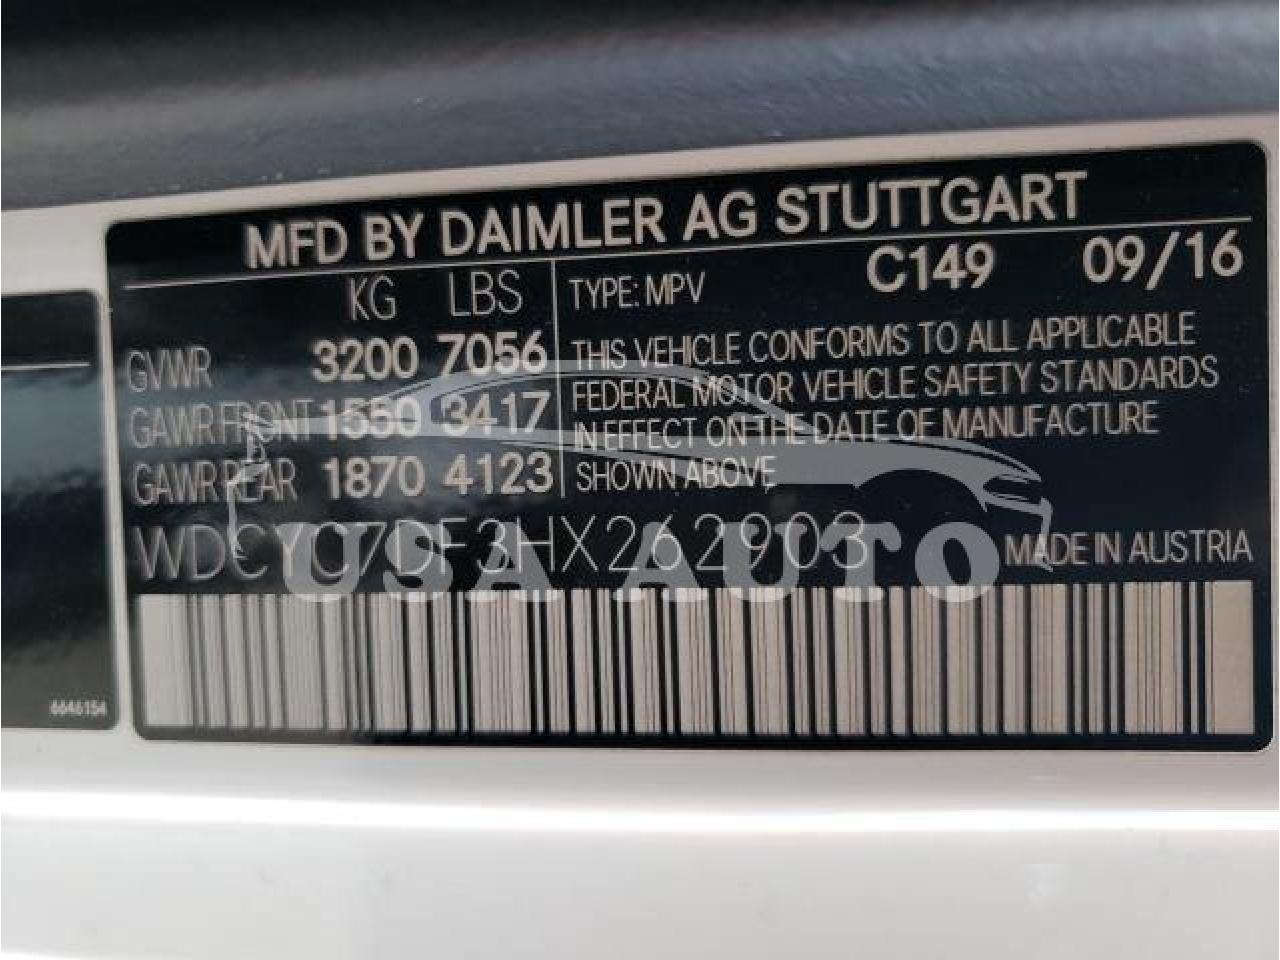 MFD BY DAIMLER AG STUTTGART
KG LBS
GVWR 3200 7056
GAWR FRONT 1550 3417
GAWR REAR 1870 4123
TYPE: MPV C149 09/16
THIS VEHICLE CONFORMS TO ALL APPLICABLE
FEDERAL MOTOR VEHICLE SAFETY STANDARDS
IN EFFECT ON THE DATE OF MANUFACTURE
SHOWN ABOVE
WDCYC7DF3HX262903
MADE IN AUSTRIA
USA AUTO
6646154